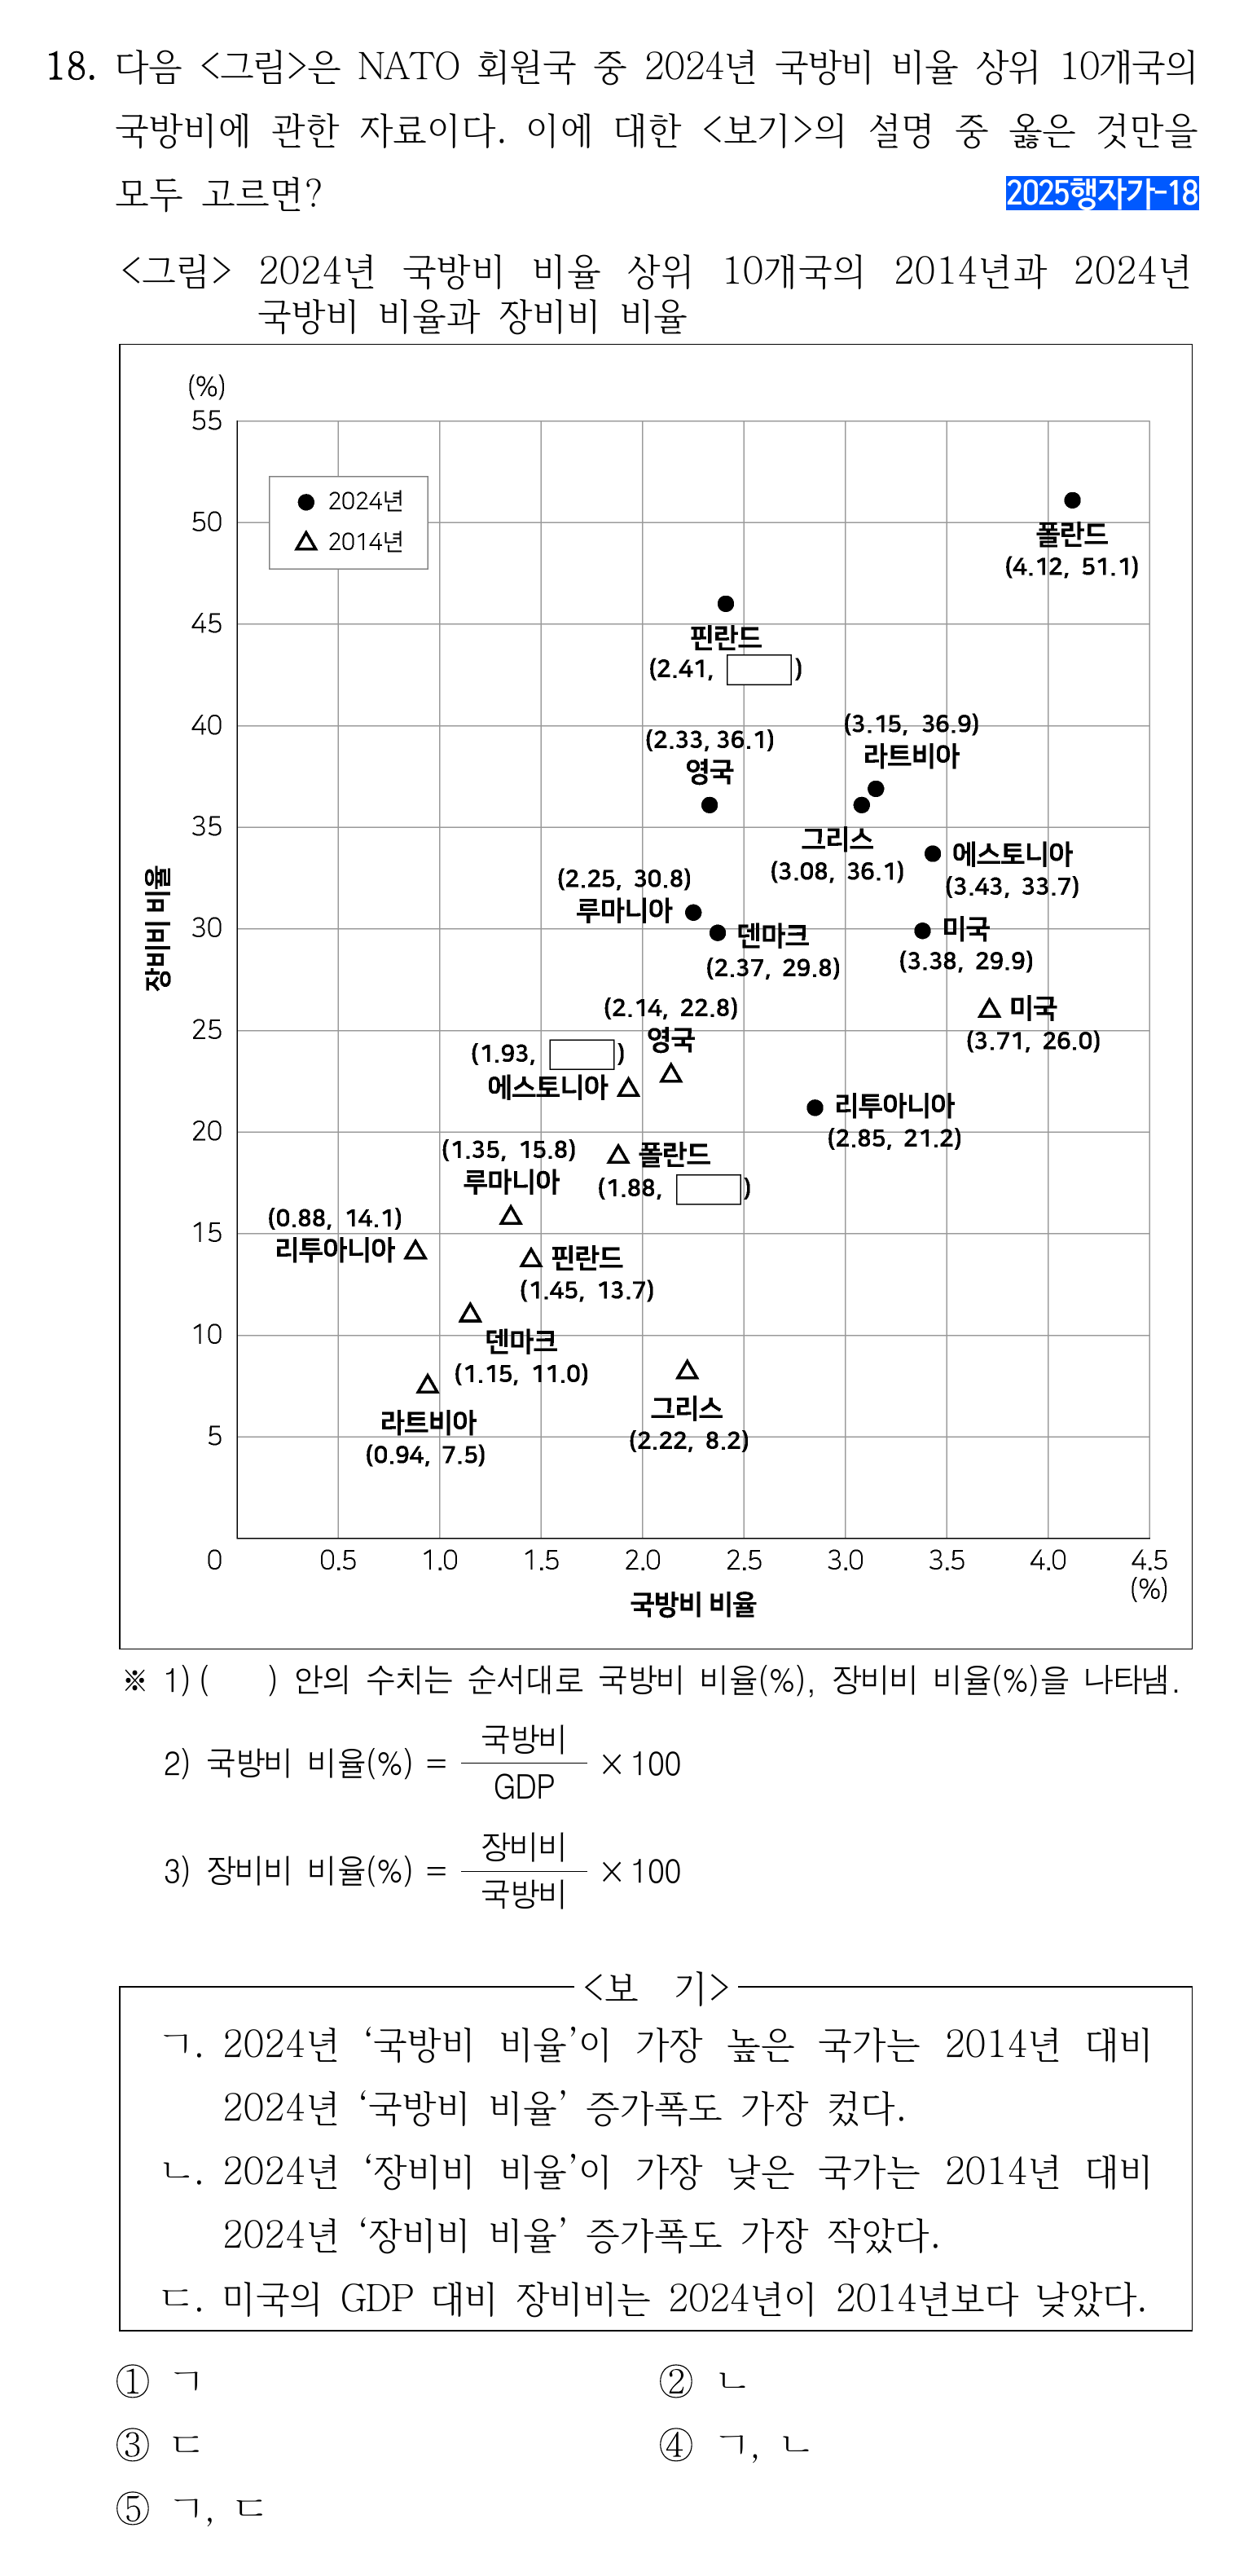 18. 다음 <그림>은 NATO 회원국 중 2024년 국방비 비율 상위 10개국의
국방비에 관한 자료이다. 이에 대한 <보기>의 설명 중 옳은 것만을
모두 고르면?
2025행자가-18
<그림> 2024년 국방비 비율 상위 10개국의 2014년과 2024년
국방비 비율과 장비비 비율
(%)
55
● 2024년
△ 2014년
50
폴란드
(4.12, 51.1)
45
핀란드
(2.41, )
40
(3.15, 36.9)
라트비아
(2.33, 36.1)
영국
35
그리스
(3.08, 36.1)
에스토니아
(3.43, 33.7)
(2.25, 30.8)
루마니아
30
덴마크
(2.37, 29.8)
미국
(3.38, 29.9)
장비비 비율
(2.14, 22.8)
영국
미국
(3.71, 26.0)
25
(1.93, )
에스토니아
리투아니아
(2.85, 21.2)
20
(1.35, 15.8)
루마니아
폴란드
(1.88, )
(0.88, 14.1)
리투아니아
15
핀란드
(1.45, 13.7)
10
덴마크
(1.15, 11.0)
라트비아
(0.94, 7.5)
그리스
(2.22, 8.2)
5
0 0.5 1.0 1.5 2.0 2.5 3.0 3.5 4.0 4.5
(%)
국방비 비율
※ 1) ( ) 안의 수치는 순서대로 국방비 비율(%), 장비비 비율(%)을 나타냄.
2) 국방비 비율(%) = 국방비 / GDP × 100
3) 장비비 비율(%) = 장비비 / 국방비 × 100
<보 기>
ㄱ. 2024년 ‘국방비 비율’이 가장 높은 국가는 2014년 대비
2024년 ‘국방비 비율’ 증가폭도 가장 컸다.
ㄴ. 2024년 ‘장비비 비율’이 가장 낮은 국가는 2014년 대비
2024년 ‘장비비 비율’ 증가폭도 가장 작았다.
ㄷ. 미국의 GDP 대비 장비비는 2024년이 2014년보다 낮았다.
① ㄱ
② ㄴ
③ ㄷ
④ ㄱ, ㄴ
⑤ ㄱ, ㄷ